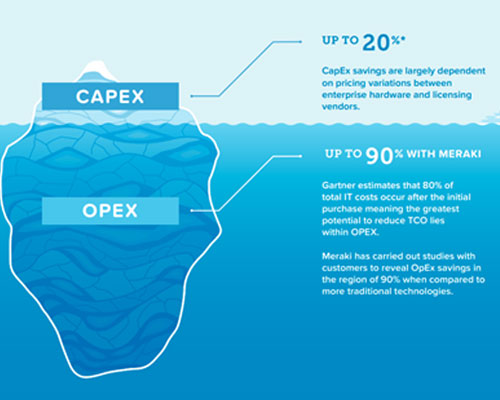 UP TO 20%*
CapEx savings are largely dependent
on pricing variations between
enterprise hardware and licensing
vendors.
CAPEX
UP TO 90% WITH MERAKI
Gartner estimates that 80% of
total IT costs occur after the initial
purchase meaning the greatest
potential to reduce TCO lies
within OPEX.
OPEX
Meraki has carried out studies with
customers to reveal OpEx savings in
the region of 90% when compared to
more traditional technologies.